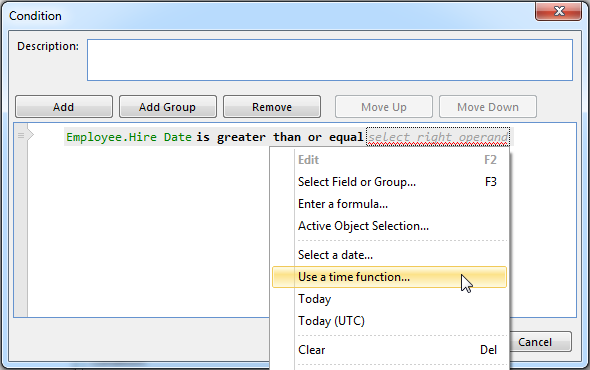 Condition
Description:
Add Add Group Remove Move Up Move Down
Employee.Hire Date is greater than or equal select right operand
Edit F2
Select Field or Group... F3
Enter a formula...
Active Object Selection...
Select a date...
Use a time function...
Today
Today (UTC)
Clear Del
Cancel